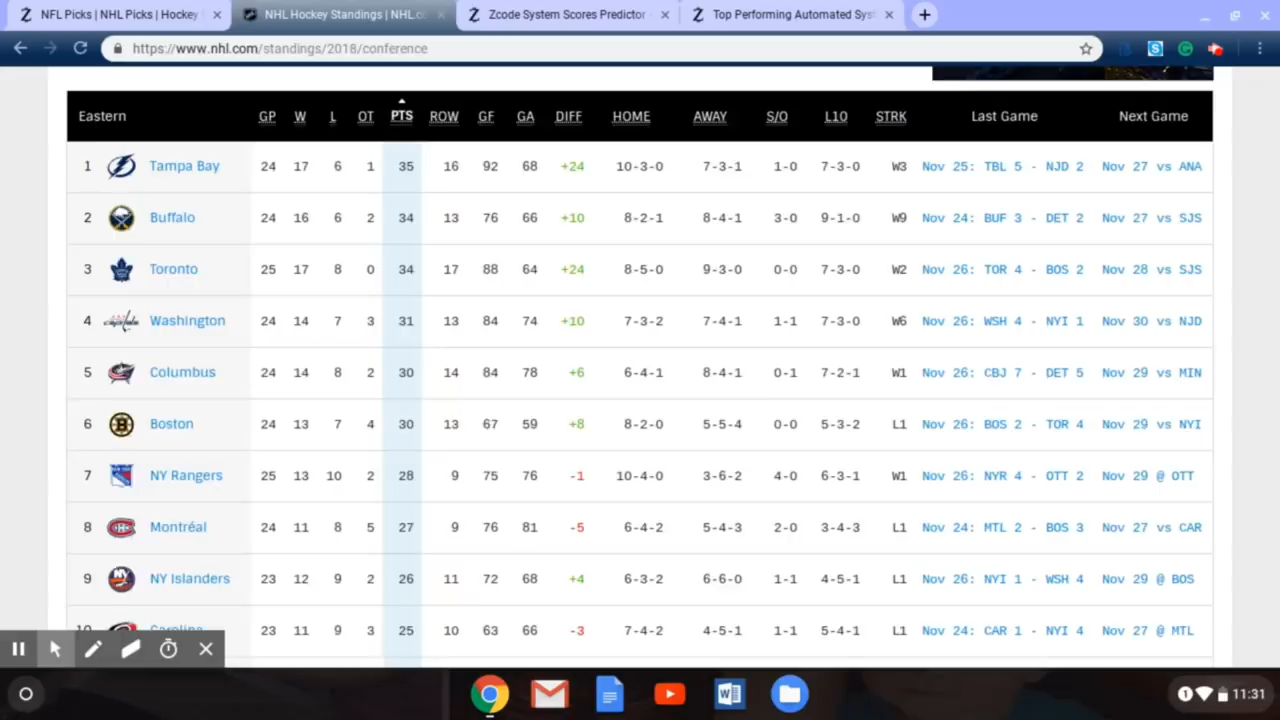 NFL Picks | NHL Picks | Hockey
NHL Hockey Standings | NHL.co
Zcode System Scores Predictor -
Top Performing Automated Sys
https://www.nhl.com/standings/2018/conference
Eastern GP W L OT PTS ROW GF GA DIFF HOME AWAY S/O L10 STRK Last Game Next Game
1 Tampa Bay 24 17 6 1 35 16 92 68 +24 10-3-0 7-3-1 1-0 7-3-0 W3 Nov 25: TBL 5 - NJD 2 Nov 27 vs ANA
2 Buffalo 24 16 6 2 34 13 76 66 +10 8-2-1 8-4-1 3-0 9-1-0 W9 Nov 24: BUF 3 - DET 2 Nov 27 vs SJS
3 Toronto 25 17 8 0 34 17 88 64 +24 8-5-0 9-3-0 0-0 7-3-0 W2 Nov 26: TOR 4 - BOS 2 Nov 28 vs SJS
4 Washington 24 14 7 3 31 13 84 74 +10 7-3-2 7-4-1 1-1 7-3-0 W6 Nov 26: WSH 4 - NYI 1 Nov 30 vs NJD
5 Columbus 24 14 8 2 30 14 84 78 +6 6-4-1 8-4-1 0-1 7-2-1 W1 Nov 26: CBJ 7 - DET 5 Nov 29 vs MIN
6 Boston 24 13 7 4 30 13 67 59 +8 8-2-0 5-5-4 0-0 5-3-2 L1 Nov 26: BOS 2 - TOR 4 Nov 29 vs NYI
7 NY Rangers 25 13 10 2 28 9 75 76 -1 10-4-0 3-6-2 4-0 6-3-1 W1 Nov 26: NYR 4 - OTT 2 Nov 29 @ OTT
8 Montréal 24 11 8 5 27 9 76 81 -5 6-4-2 5-4-3 2-0 3-4-3 L1 Nov 24: MTL 2 - BOS 3 Nov 27 vs CAR
9 NY Islanders 23 12 9 2 26 11 72 68 +4 6-3-2 6-6-0 1-1 4-5-1 L1 Nov 26: NYI 1 - WSH 4 Nov 29 @ BOS
10 Carolina 23 11 9 3 25 10 63 66 -3 7-4-2 4-5-1 1-1 5-4-1 L1 Nov 24: CAR 1 - NYI 4 Nov 27 @ MTL
1 11:31